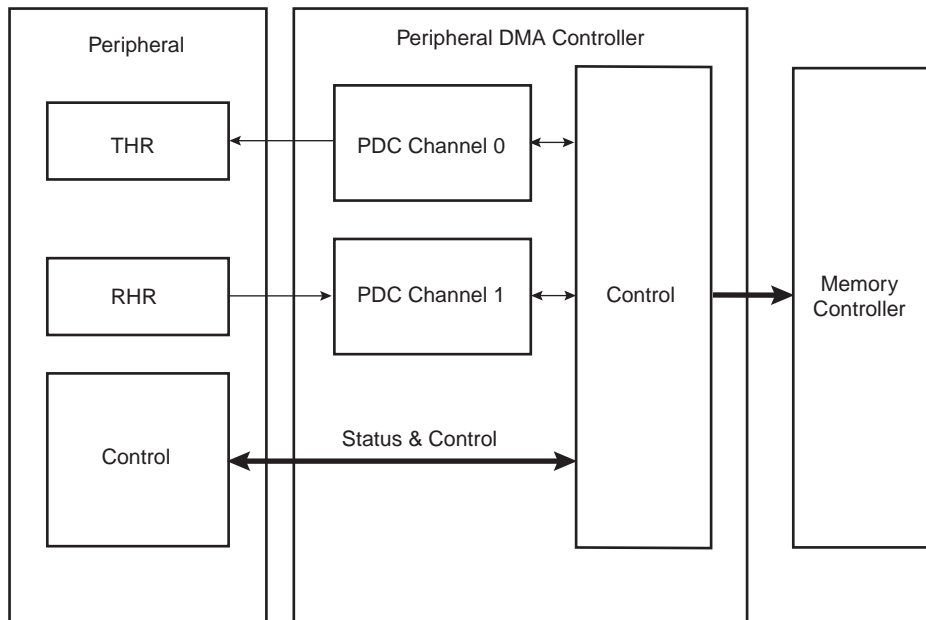 Peripheral
Peripheral DMA Controller
THR
PDC Channel 0
RHR
PDC Channel 1
Control
Memory
Controller
Status & Control
Control